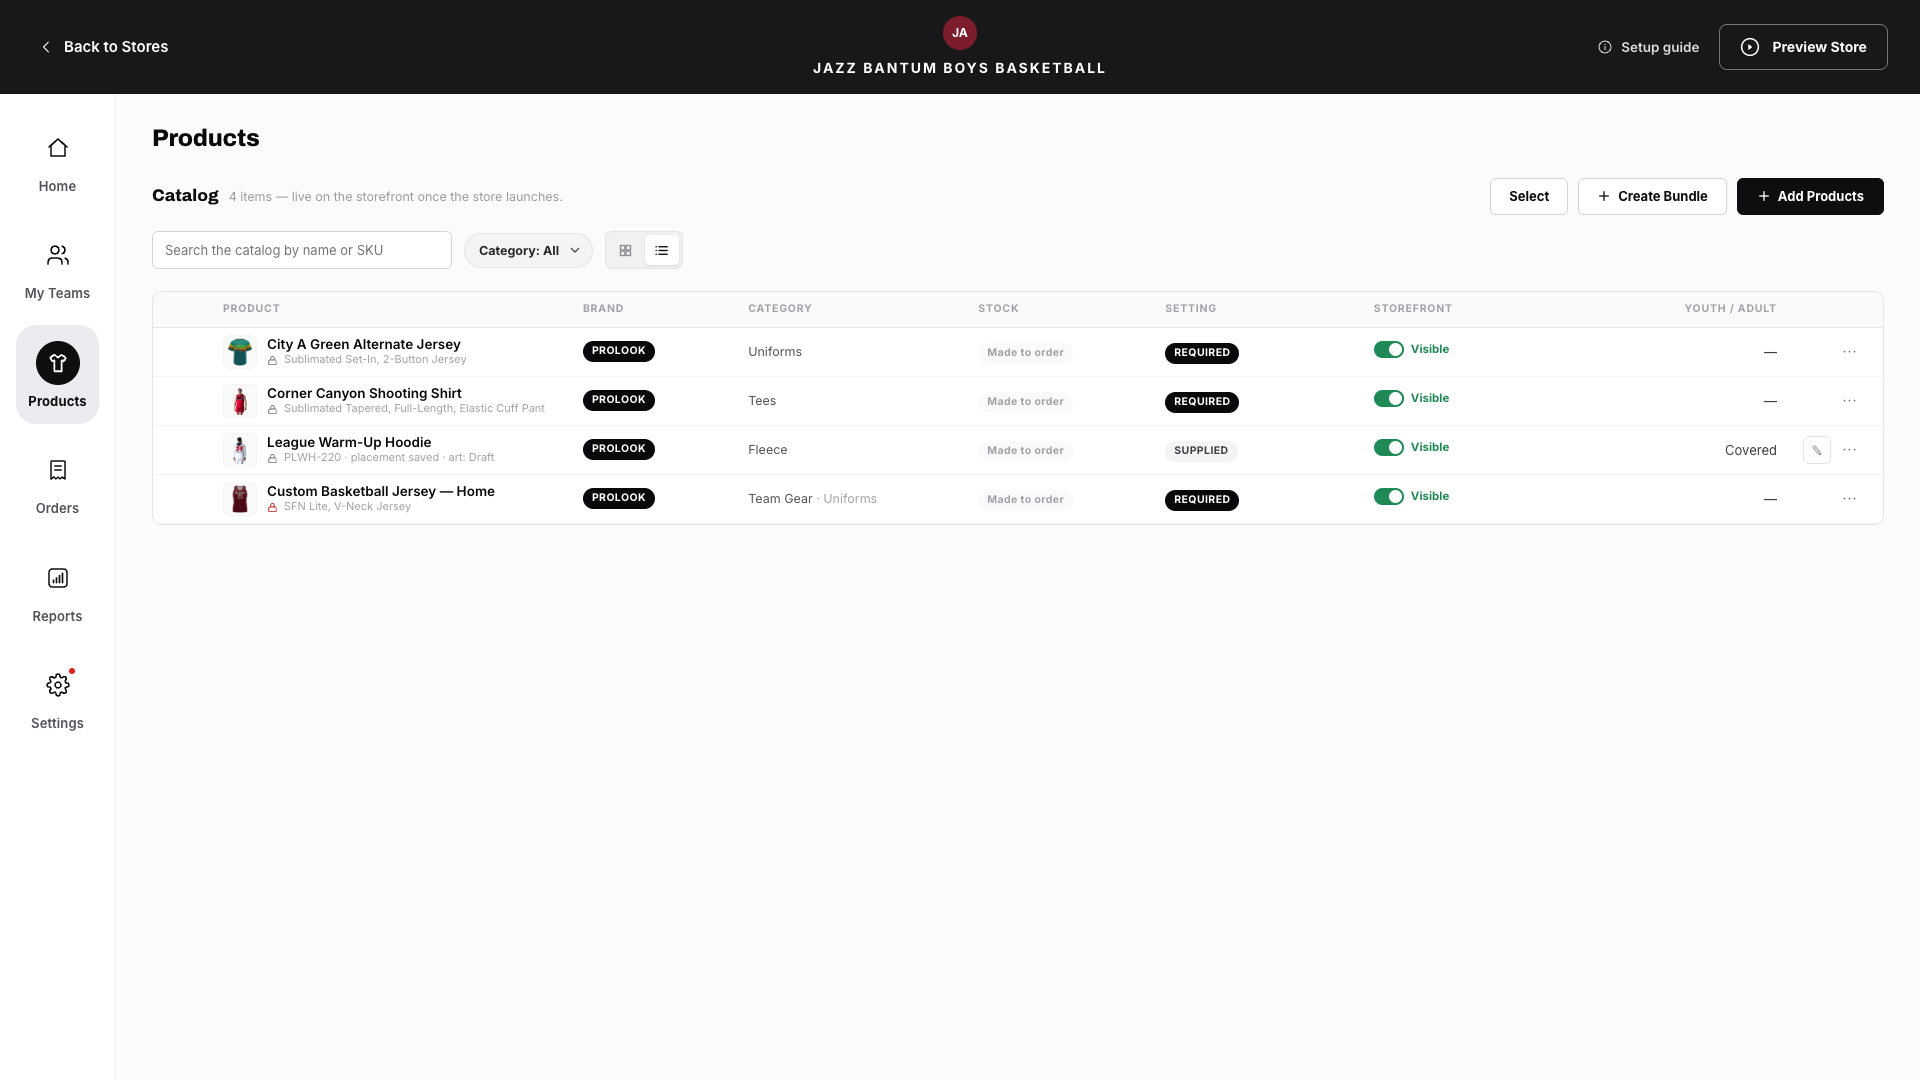 Back to Stores
JA
JAZZ BANTUM BOYS BASKETBALL
Setup guide
Preview Store
Home
My Teams
Products
Orders
Reports
Settings
Products
Catalog 4 items — live on the storefront once the store launches.
Select
+ Create Bundle
+ Add Products
Search the catalog by name or SKU
Category: All
PRODUCT BRAND CATEGORY STOCK SETTING STOREFRONT YOUTH / ADULT
City A Green Alternate Jersey
Sublimated Set-In, 2-Button Jersey
PROLOOK Uniforms Made to order REQUIRED Visible — ···
Corner Canyon Shooting Shirt
Sublimated Tapered, Full-Length, Elastic Cuff Pant
PROLOOK Tees Made to order REQUIRED Visible — ···
League Warm-Up Hoodie
PLWH-220 · placement saved · art: Draft
PROLOOK Fleece Made to order SUPPLIED Visible Covered ···
Custom Basketball Jersey — Home
SFN Lite, V-Neck Jersey
PROLOOK Team Gear · Uniforms Made to order REQUIRED Visible — ···